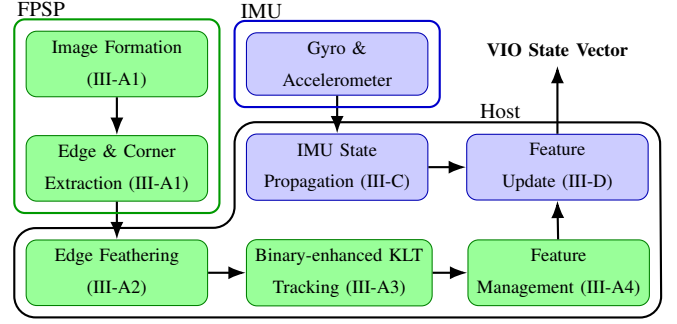 FPSP
IMU
Image Formation
(III-A1)
Gyro &
Accelerometer
VIO State Vector
Host
Edge & Corner
Extraction (III-A1)
IMU State
Propagation (III-C)
Feature
Update (III-D)
Edge Feathering
(III-A2)
Binary-enhanced KLT
Tracking (III-A3)
Feature
Management (III-A4)